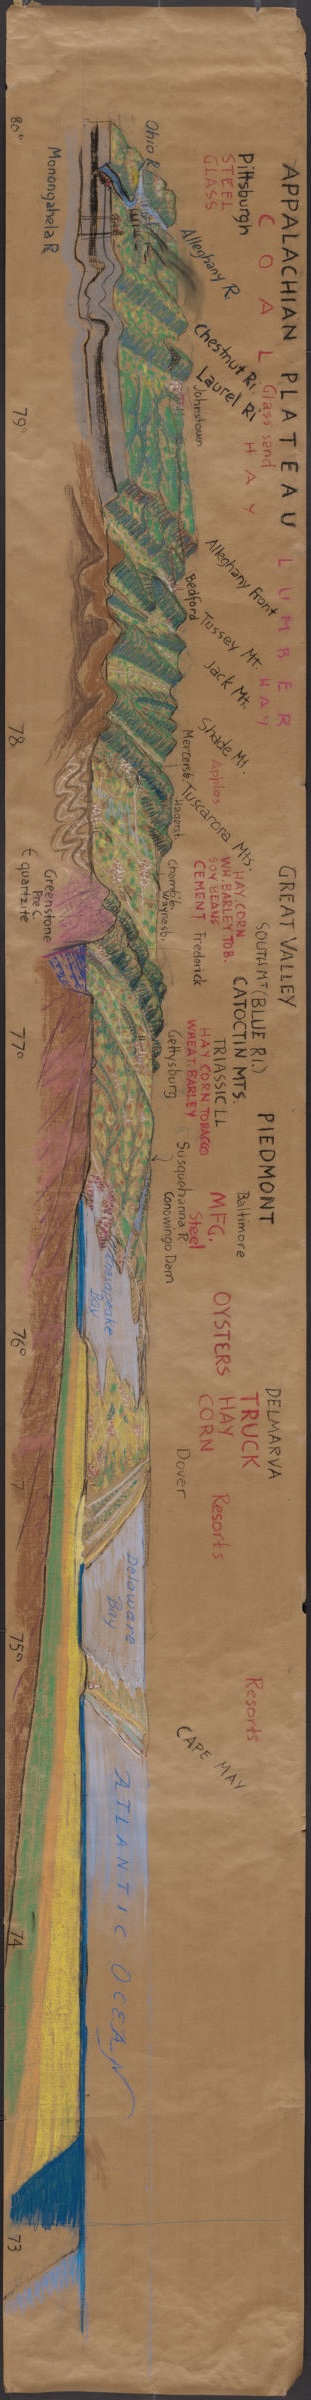 APPALACHIAN PLATEAU
COAL
Glass sand
HAY
LUMBER
HAY
Pittsburgh
STEEL
GLASS
Ohio R.
Monongahela R.
Alleghany R
Chestnut Ri.
Laurel Ri
Johnstown
Alleghany Front
Bedford
Tussey Mt.
Jack Mt.
Shade Mt.
Mercersb.
Tuscarora Mts.
Apples
Hagerst.
Chambb.
Waynesb.
GREAT VALLEY
HAY, CORN
WH. BARLEY TOB.
SOY BEANS
CEMENT
Frederick
SOUTH MT (BLUE RI.)
CATOCTIN MTS.
Greenstone
Pre Є.
Є quartzite
Gettysburg
TRIASSIC LL
HAY CORN TOBACCO
WHEAT BARLEY
PIEDMONT
Susquehanna R
Conowingo Dam
Baltimore
MFG.
Steel
Chesapeake
Bay
OYSTERS
DELMARVA
TRUCK
HAY
CORN
Dover
Resorts
Delaware
Bay
Resorts
CAPE MAY
ATLANTIC OCEAN
80°
79°
78
77°
76°
75°
74
73